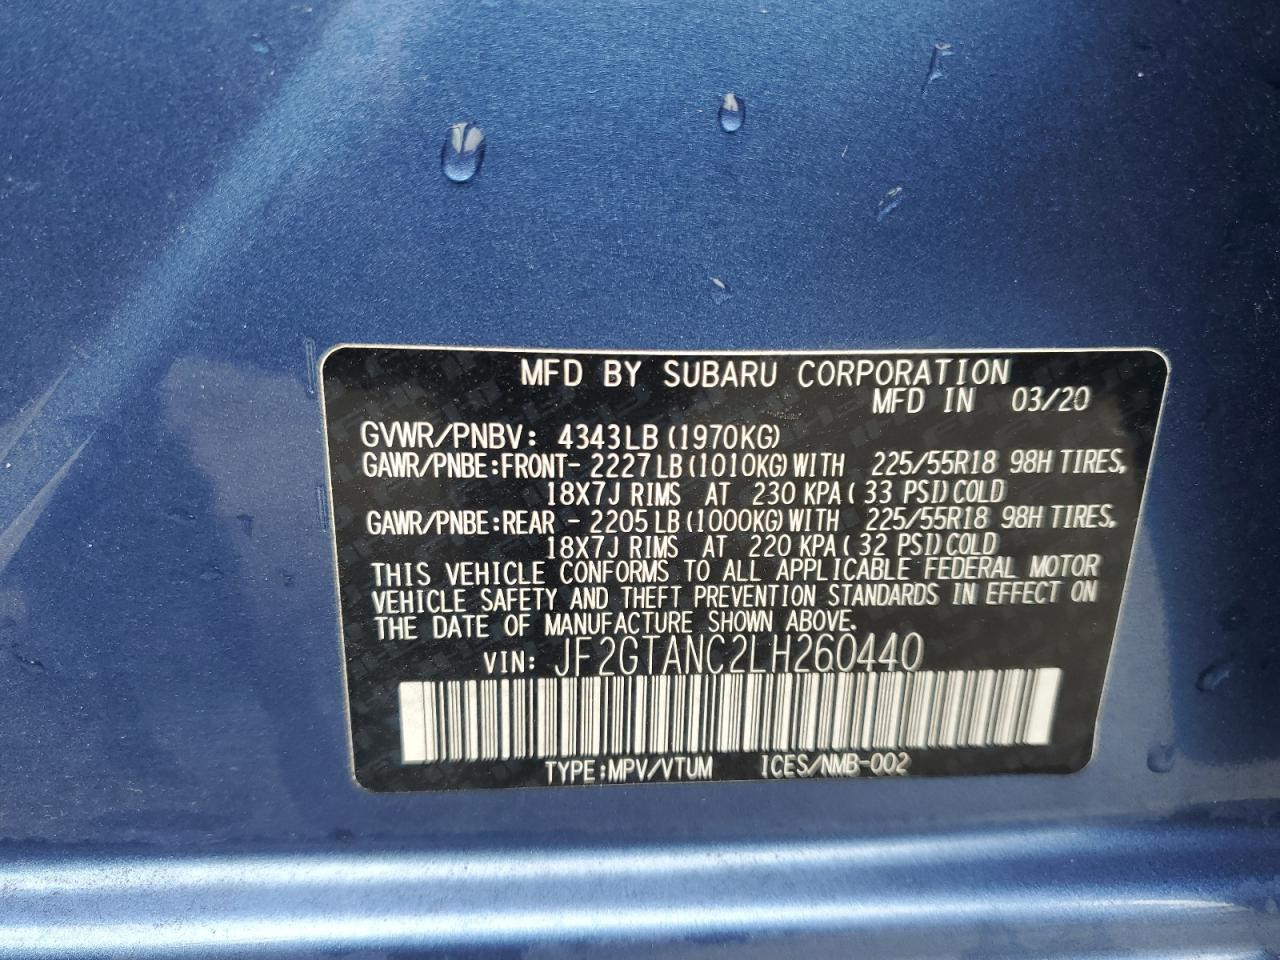 MFD BY SUBARU CORPORATION
MFD IN 03/20
GVWR/PNBV: 4343LB (1970KG)
GAWR/PNBE:FRONT- 2227LB (1010KG) WITH 225/55R18 98H TIRES,
18X7J RIMS AT 230 KPA ( 33 PSI) COLD
GAWR/PNBE:REAR - 2205LB (1000KG) WITH 225/55R18 98H TIRES,
18X7J RIMS AT 220 KPA ( 32 PSI) COLD
THIS VEHICLE CONFORMS TO ALL APPLICABLE FEDERAL MOTOR
VEHICLE SAFETY AND THEFT PREVENTION STANDARDS IN EFFECT ON
THE DATE OF MANUFACTURE SHOWN ABOVE.
VIN: JF2GTANC2LH260440
TYPE:MPV/VTUM ICES/NMB-002